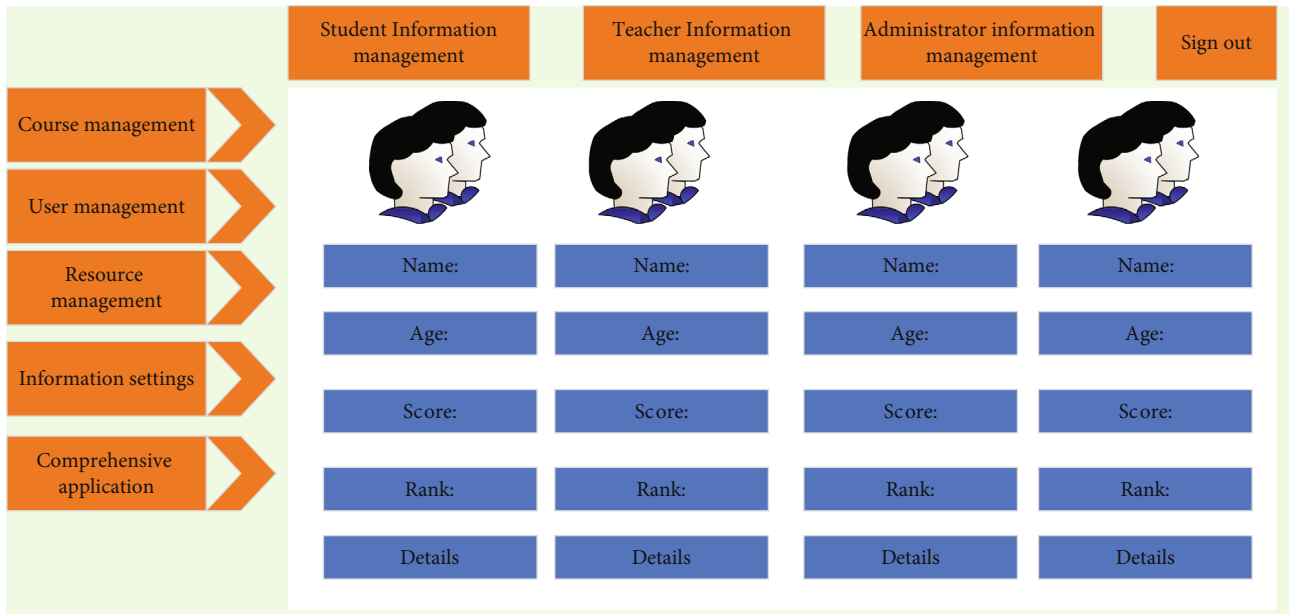 Student Information
management
Teacher Information
management
Administrator information
management
Sign out
Course management
User management
Resource
management
Information settings
Comprehensive
application
Name:
Name:
Name:
Name:
Age:
Age:
Age:
Age:
Score:
Score:
Score:
Score:
Rank:
Rank:
Rank:
Rank:
Details
Details
Details
Details